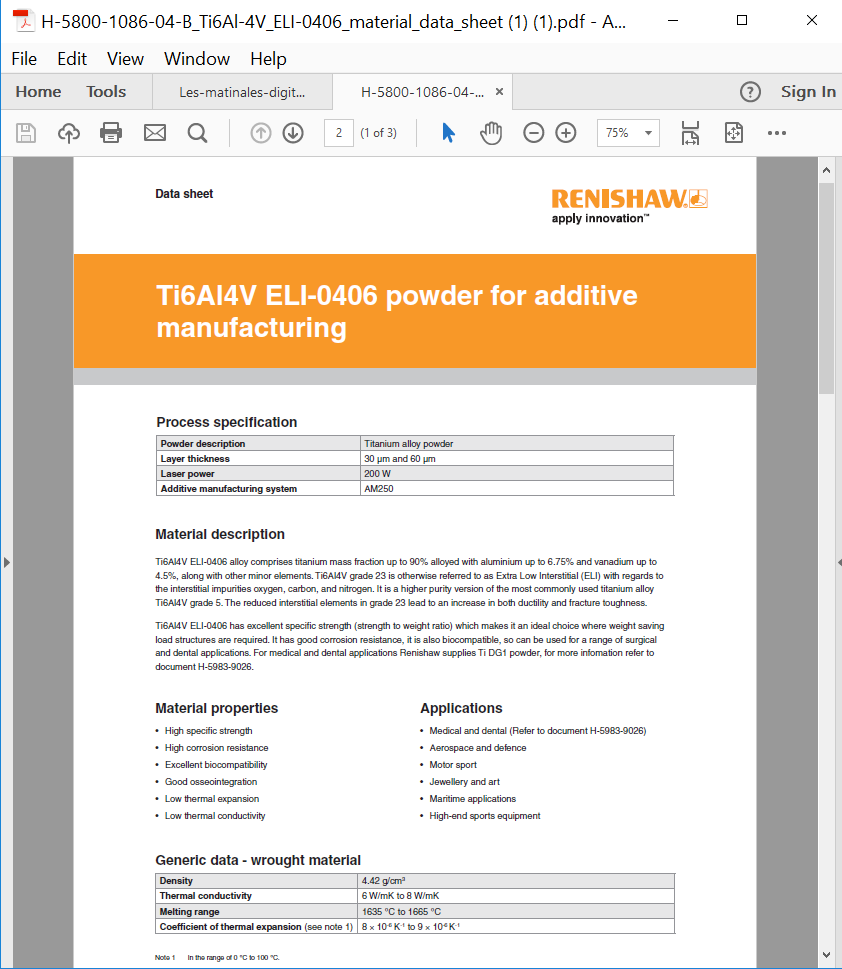 H-5800-1086-04-B_Ti6Al-4V_ELI-0406_material_data_sheet (1) (1).pdf - A...
File Edit View Window Help
Home Tools Les-matinales-digit... H-5800-1086-04-... × Sign In
2 (1 of 3) 75%
Data sheet
RENISHAW.
apply innovation™
Ti6Al4V ELI-0406 powder for additive
manufacturing
Process specification
Powder description Titanium alloy powder
Layer thickness 30 µm and 60 µm
Laser power 200 W
Additive manufacturing system AM250
Material description
Ti6Al4V ELI-0406 alloy comprises titanium mass fraction up to 90% alloyed with aluminium up to 6.75% and vanadium up to
4.5%, along with other minor elements. Ti6Al4V grade 23 is otherwise referred to as Extra Low Interstitial (ELI) with regards to
the interstitial impurities oxygen, carbon, and nitrogen. It is a higher purity version of the most commonly used titanium alloy
Ti6Al4V grade 5. The reduced interstitial elements in grade 23 lead to an increase in both ductility and fracture toughness.
Ti6Al4V ELI-0406 has excellent specific strength (strength to weight ratio) which makes it an ideal choice where weight saving
load structures are required. It has good corrosion resistance, it is also biocompatible, so can be used for a range of surgical
and dental applications. For medical and dental applications Renishaw supplies Ti DG1 powder, for more infomation refer to
document H-5983-9026.
Material properties
• High specific strength
• High corrosion resistance
• Excellent biocompatibility
• Good osseointegration
• Low thermal expansion
• Low thermal conductivity
Applications
• Medical and dental (Refer to document H-5983-9026)
• Aerospace and defence
• Motor sport
• Jewellery and art
• Maritime applications
• High-end sports equipment
Generic data - wrought material
Density 4.42 g/cm³
Thermal conductivity 6 W/mK to 8 W/mK
Melting range 1635 °C to 1665 °C
Coefficient of thermal expansion (see note 1) 8 × 10⁻⁶ K⁻¹ to 9 × 10⁻⁶ K⁻¹
Note 1 In the range of 0 °C to 100 °C.